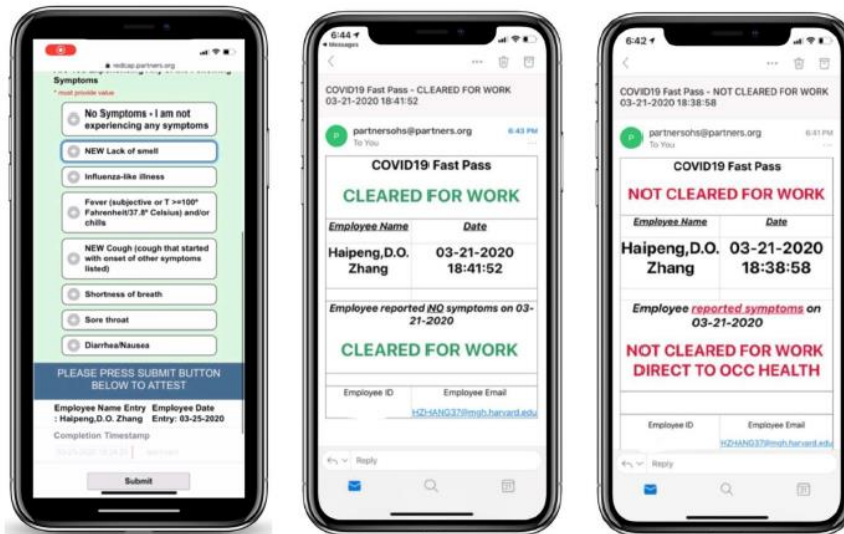 redcap.partners.org
Symptoms
* must provide value
No Symptoms - I am not
experiencing any symptoms
NEW Lack of smell
Influenza-like illness
Fever (subjective or T >=100°
Fahrenheit/37.8° Celsius) and/or
chills
NEW Cough (cough that started
with onset of other symptoms
listed)
Shortness of breath
Sore throat
Diarrhea/Nausea
PLEASE PRESS SUBMIT BUTTON
BELOW TO ATTEST
Employee Name Entry Employee Date
: Haipeng,D.O. Zhang Entry: 03-25-2020
Completion Timestamp
Submit
6:44
Messages
COVID19 Fast Pass - CLEARED FOR WORK
03-21-2020 18:41:52
P
partnersohs@partners.org 6:43 PM
To You
COVID19 Fast Pass
CLEARED FOR WORK
Employee Name Date
Haipeng,D.O. 03-21-2020
Zhang 18:41:52
Employee reported NO symptoms on 03-
21-2020
CLEARED FOR WORK
Employee ID Employee Email
HZHANG37@mgh.harvard.edu
Reply
21
6:42
COVID19 Fast Pass - NOT CLEARED FOR WORK
03-21-2020 18:38:58
P
partnersohs@partners.org 6:41 PM
To You
COVID19 Fast Pass
NOT CLEARED FOR WORK
Employee Name Date
Haipeng,D.O. 03-21-2020
Zhang 18:38:58
Employee reported symptoms on
03-21-2020
NOT CLEARED FOR WORK
DIRECT TO OCC HEALTH
Employee ID Employee Email
HZHANG37@mgh.harvard.edu
Reply
21